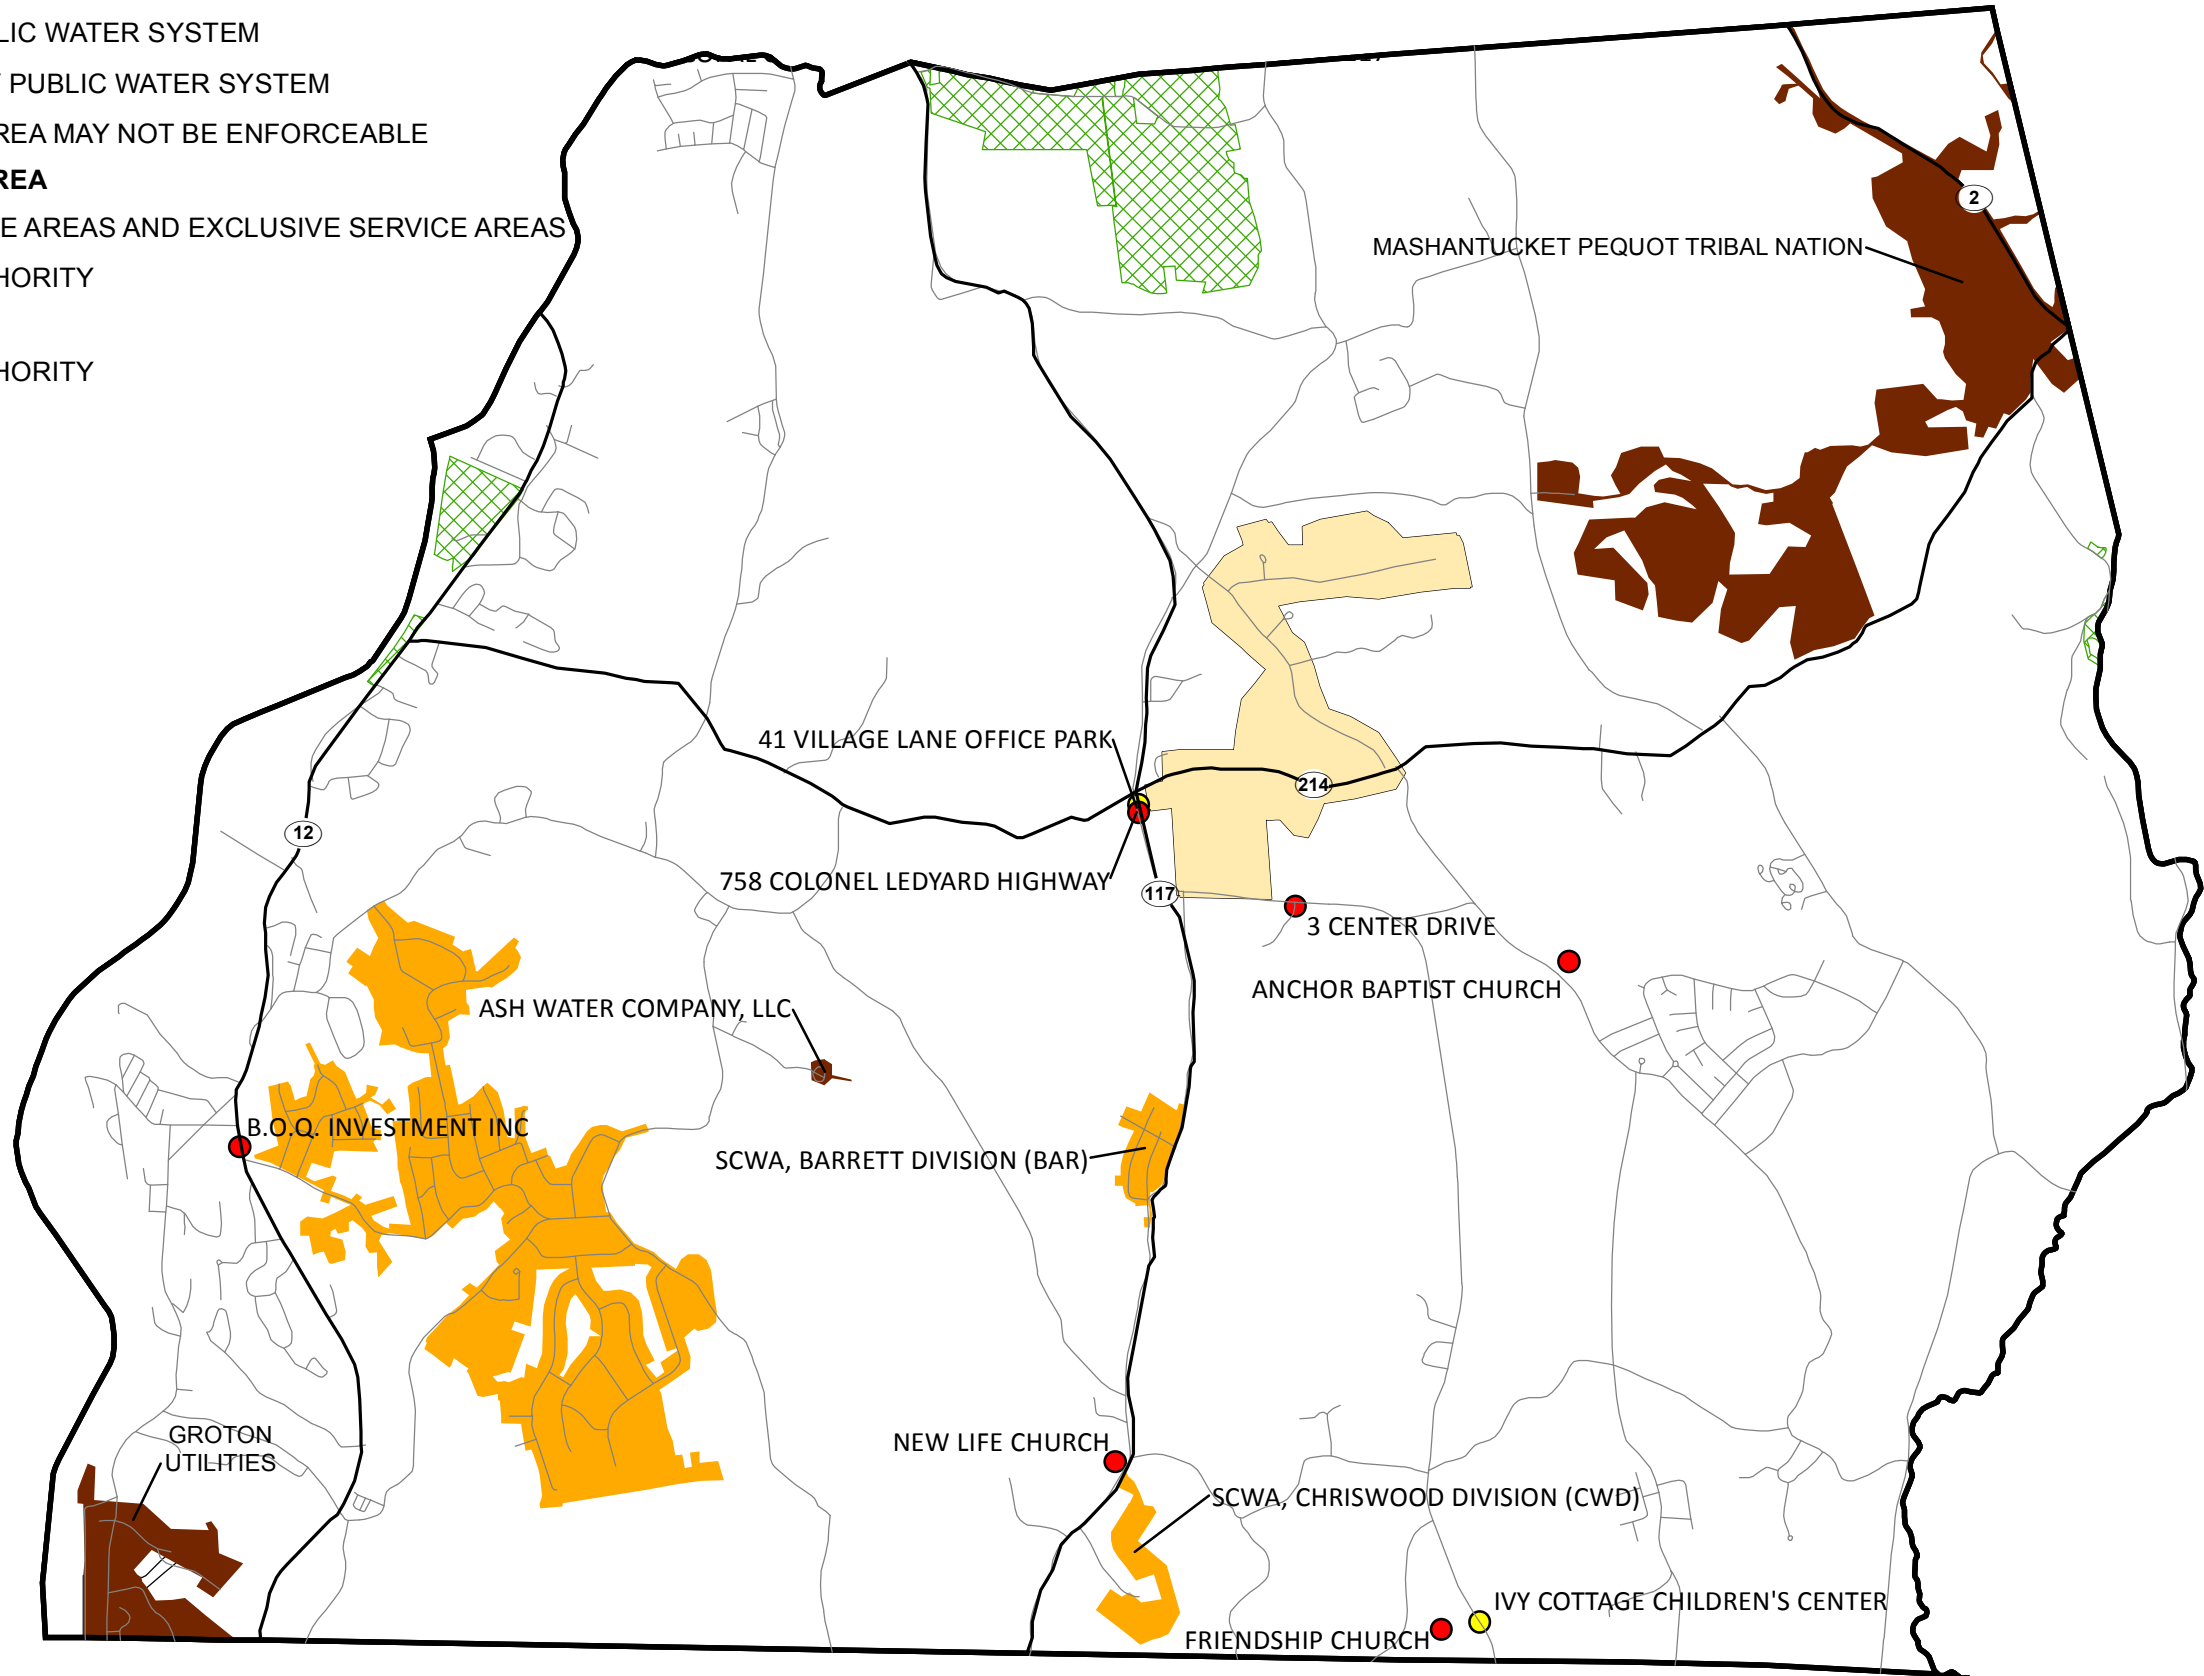 LIC WATER SYSTEM
PUBLIC WATER SYSTEM
REA MAY NOT BE ENFORCEABLE
REA
E AREAS AND EXCLUSIVE SERVICE AREAS
HORITY
HORITY
2
MASHANTUCKET PEQUOT TRIBAL NATION
41 VILLAGE LANE OFFICE PARK
214
12
758 COLONEL LEDYARD HIGHWAY
117
3 CENTER DRIVE
ANCHOR BAPTIST CHURCH
ASH WATER COMPANY, LLC
B.O.Q. INVESTMENT INC
SCWA, BARRETT DIVISION (BAR)
GROTON
UTILITIES
NEW LIFE CHURCH
SCWA, CHRISWOOD DIVISION (CWD)
IVY COTTAGE CHILDREN'S CENTER
FRIENDSHIP CHURCH